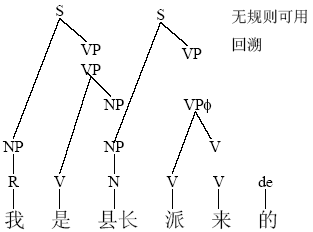 S S 无规则可用
VP VP 回溯
VP
NP VPφ
NP NP V
R V N V V de
我 是 县长 派 来 的